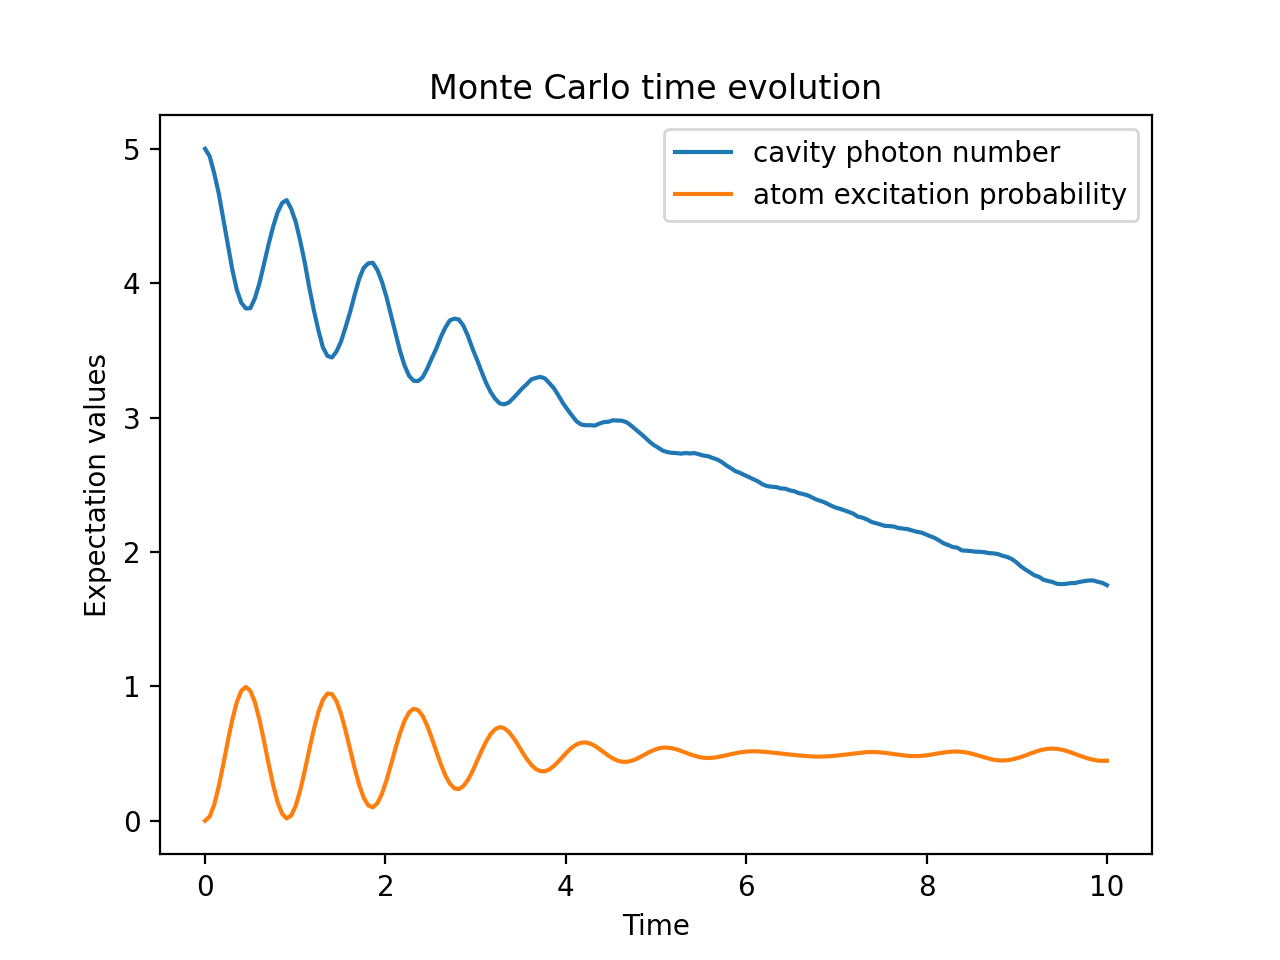 Monte Carlo time evolution
cavity photon number
atom excitation probability
Expectation values
5
4
3
2
1
0
0 2 4 6 8 10
Time